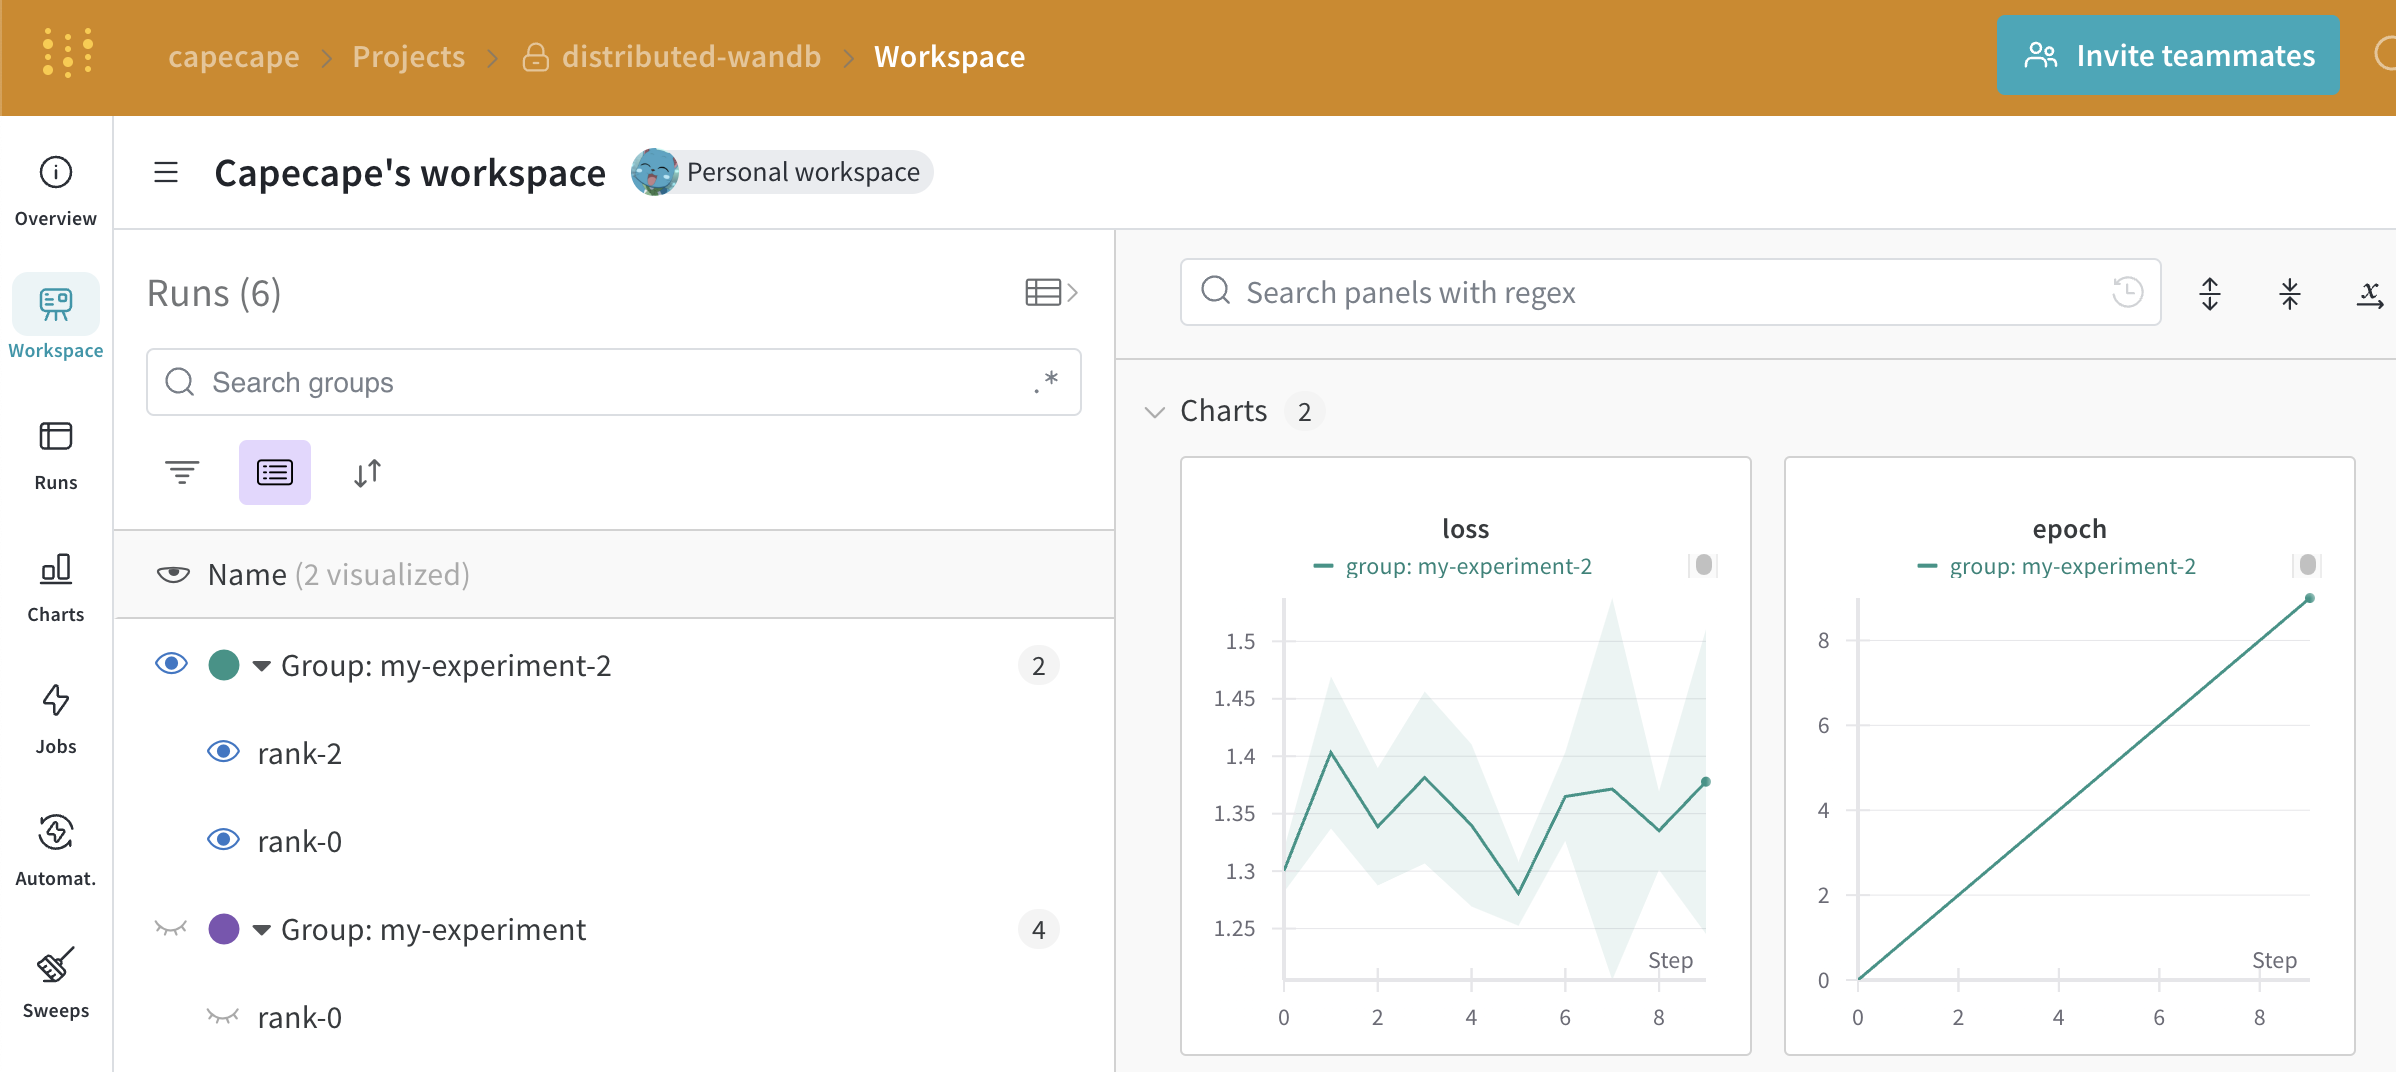 capecape > Projects > distributed-wandb > Workspace
Invite teammates
Overview
Workspace
Runs
Charts
Jobs
Automat.
Sweeps
Capecape's workspace
Personal workspace
Runs (6)
Search groups
.*
Name (2 visualized)
Group: my-experiment-2 2
rank-2
rank-0
Group: my-experiment 4
rank-0
Search panels with regex
x
Charts 2
loss
group: my-experiment-2
1.5
1.45
1.4
1.35
1.3
1.25
Step
0 2 4 6 8
epoch
group: my-experiment-2
8
6
4
2
0
Step
0 2 4 6 8